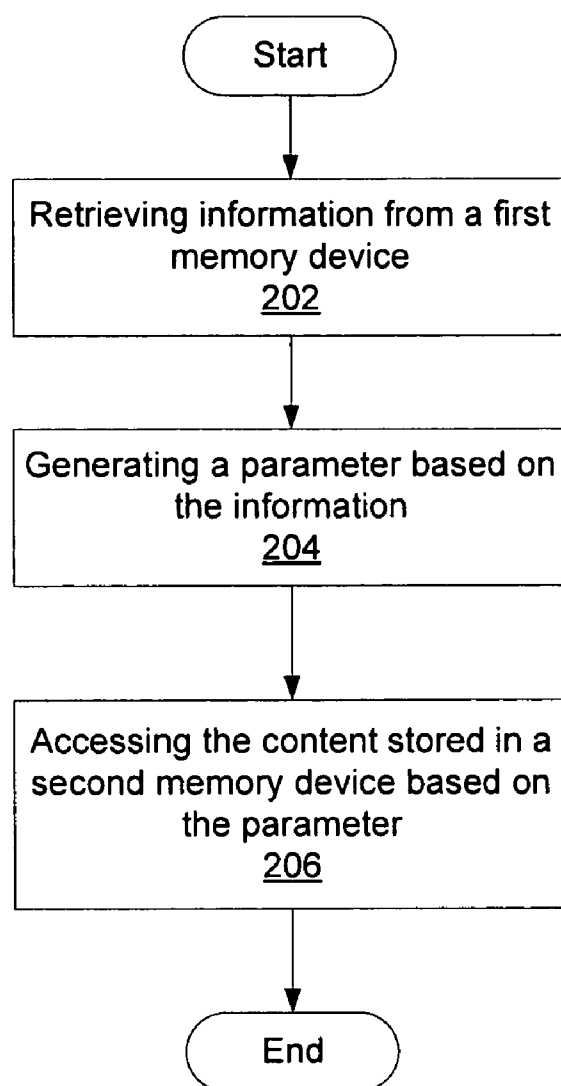 Start
Retrieving information from a first
memory device
202
Generating a parameter based on
the information
204
Accessing the content stored in a
second memory device based on
the parameter
206
End